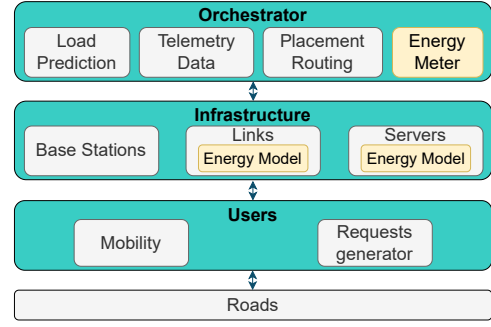 Orchestrator
Load
Prediction
Telemetry
Data
Placement
Routing
Energy
Meter
Infrastructure
Base Stations
Links
Energy Model
Servers
Energy Model
Users
Mobility
Requests
generator
Roads